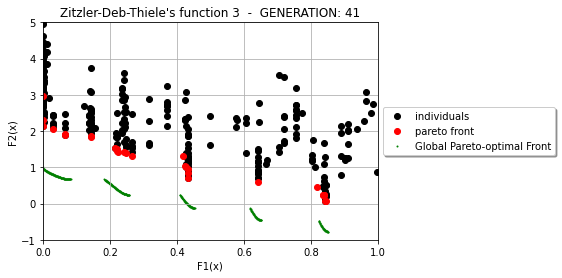 Zitzler-Deb-Thiele's function 3 - GENERATION: 41
5
4
3
2
1
0
−1
F2(x)
0.0 0.2 0.4 0.6 0.8 1.0
F1(x)
individuals
pareto front
Global Pareto-optimal Front